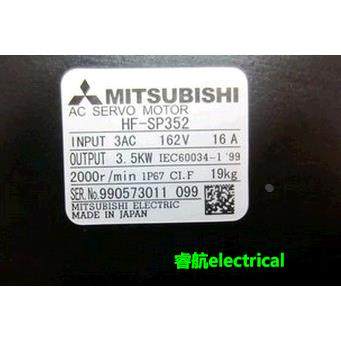 MITSUBISHI
AC SERVO MOTOR
HF-SP352
INPUT 3AC 162V 16A
OUTPUT 3.5KW IEC60034-1'99
2000r/min IP67 CI.F 19kg
SER.No.990573011 099
MITSUBISHI ELECTRIC
MADE IN JAPAN
睿航electrical